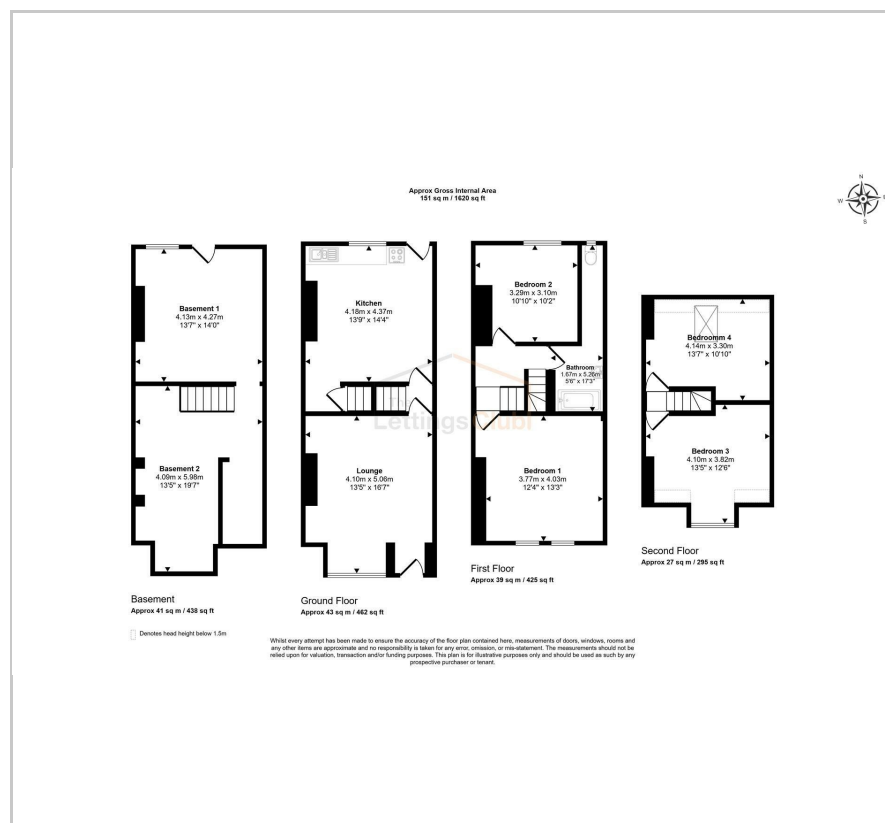 Approx Gross Internal Area
151 sq m / 1620 sq ft
N
W
E
B
Basement 1
4.13m x 4.27m
13'7" x 14'0"
Basement 2
4.09m x 5.98m
13'5" x 19'7"
Basement
Approx 41 sq m / 438 sq ft
Denotes head height below 1.5m
Kitchen
4.18m x 4.37m
13'9" x 14'4"
Lounge
4.10m x 5.06m
13'5" x 16'7"
Ground Floor
Approx 43 sq m / 462 sq ft
Bedroom 2
3.29m x 3.10m
10'10" x 10'2"
Bathroom
1.67m x 5.26m
5'6" x 17'3"
Bedroom 1
3.77m x 4.03m
12'4" x 13'3"
First Floor
Approx 39 sq m / 425 sq ft
Bedroomm 4
4.14m x 3.30m
13'7" x 10'10"
Bedroom 3
4.10m x 3.82m
13'5" x 12'6"
Second Floor
Approx 27 sq m / 295 sq ft
The
Lettings Club!
Whilst every attempt has been made to ensure the accuracy of the floor plan contained here, measurements of doors, windows, rooms and
any other items are approximate and no responsibility is taken for any error, omission, or mis-statement. The measurements should not be
relied upon for valuation, transaction and/or funding purposes. This plan is for illustrative purposes only and should be used as such by any
prospective purchaser or tenant.